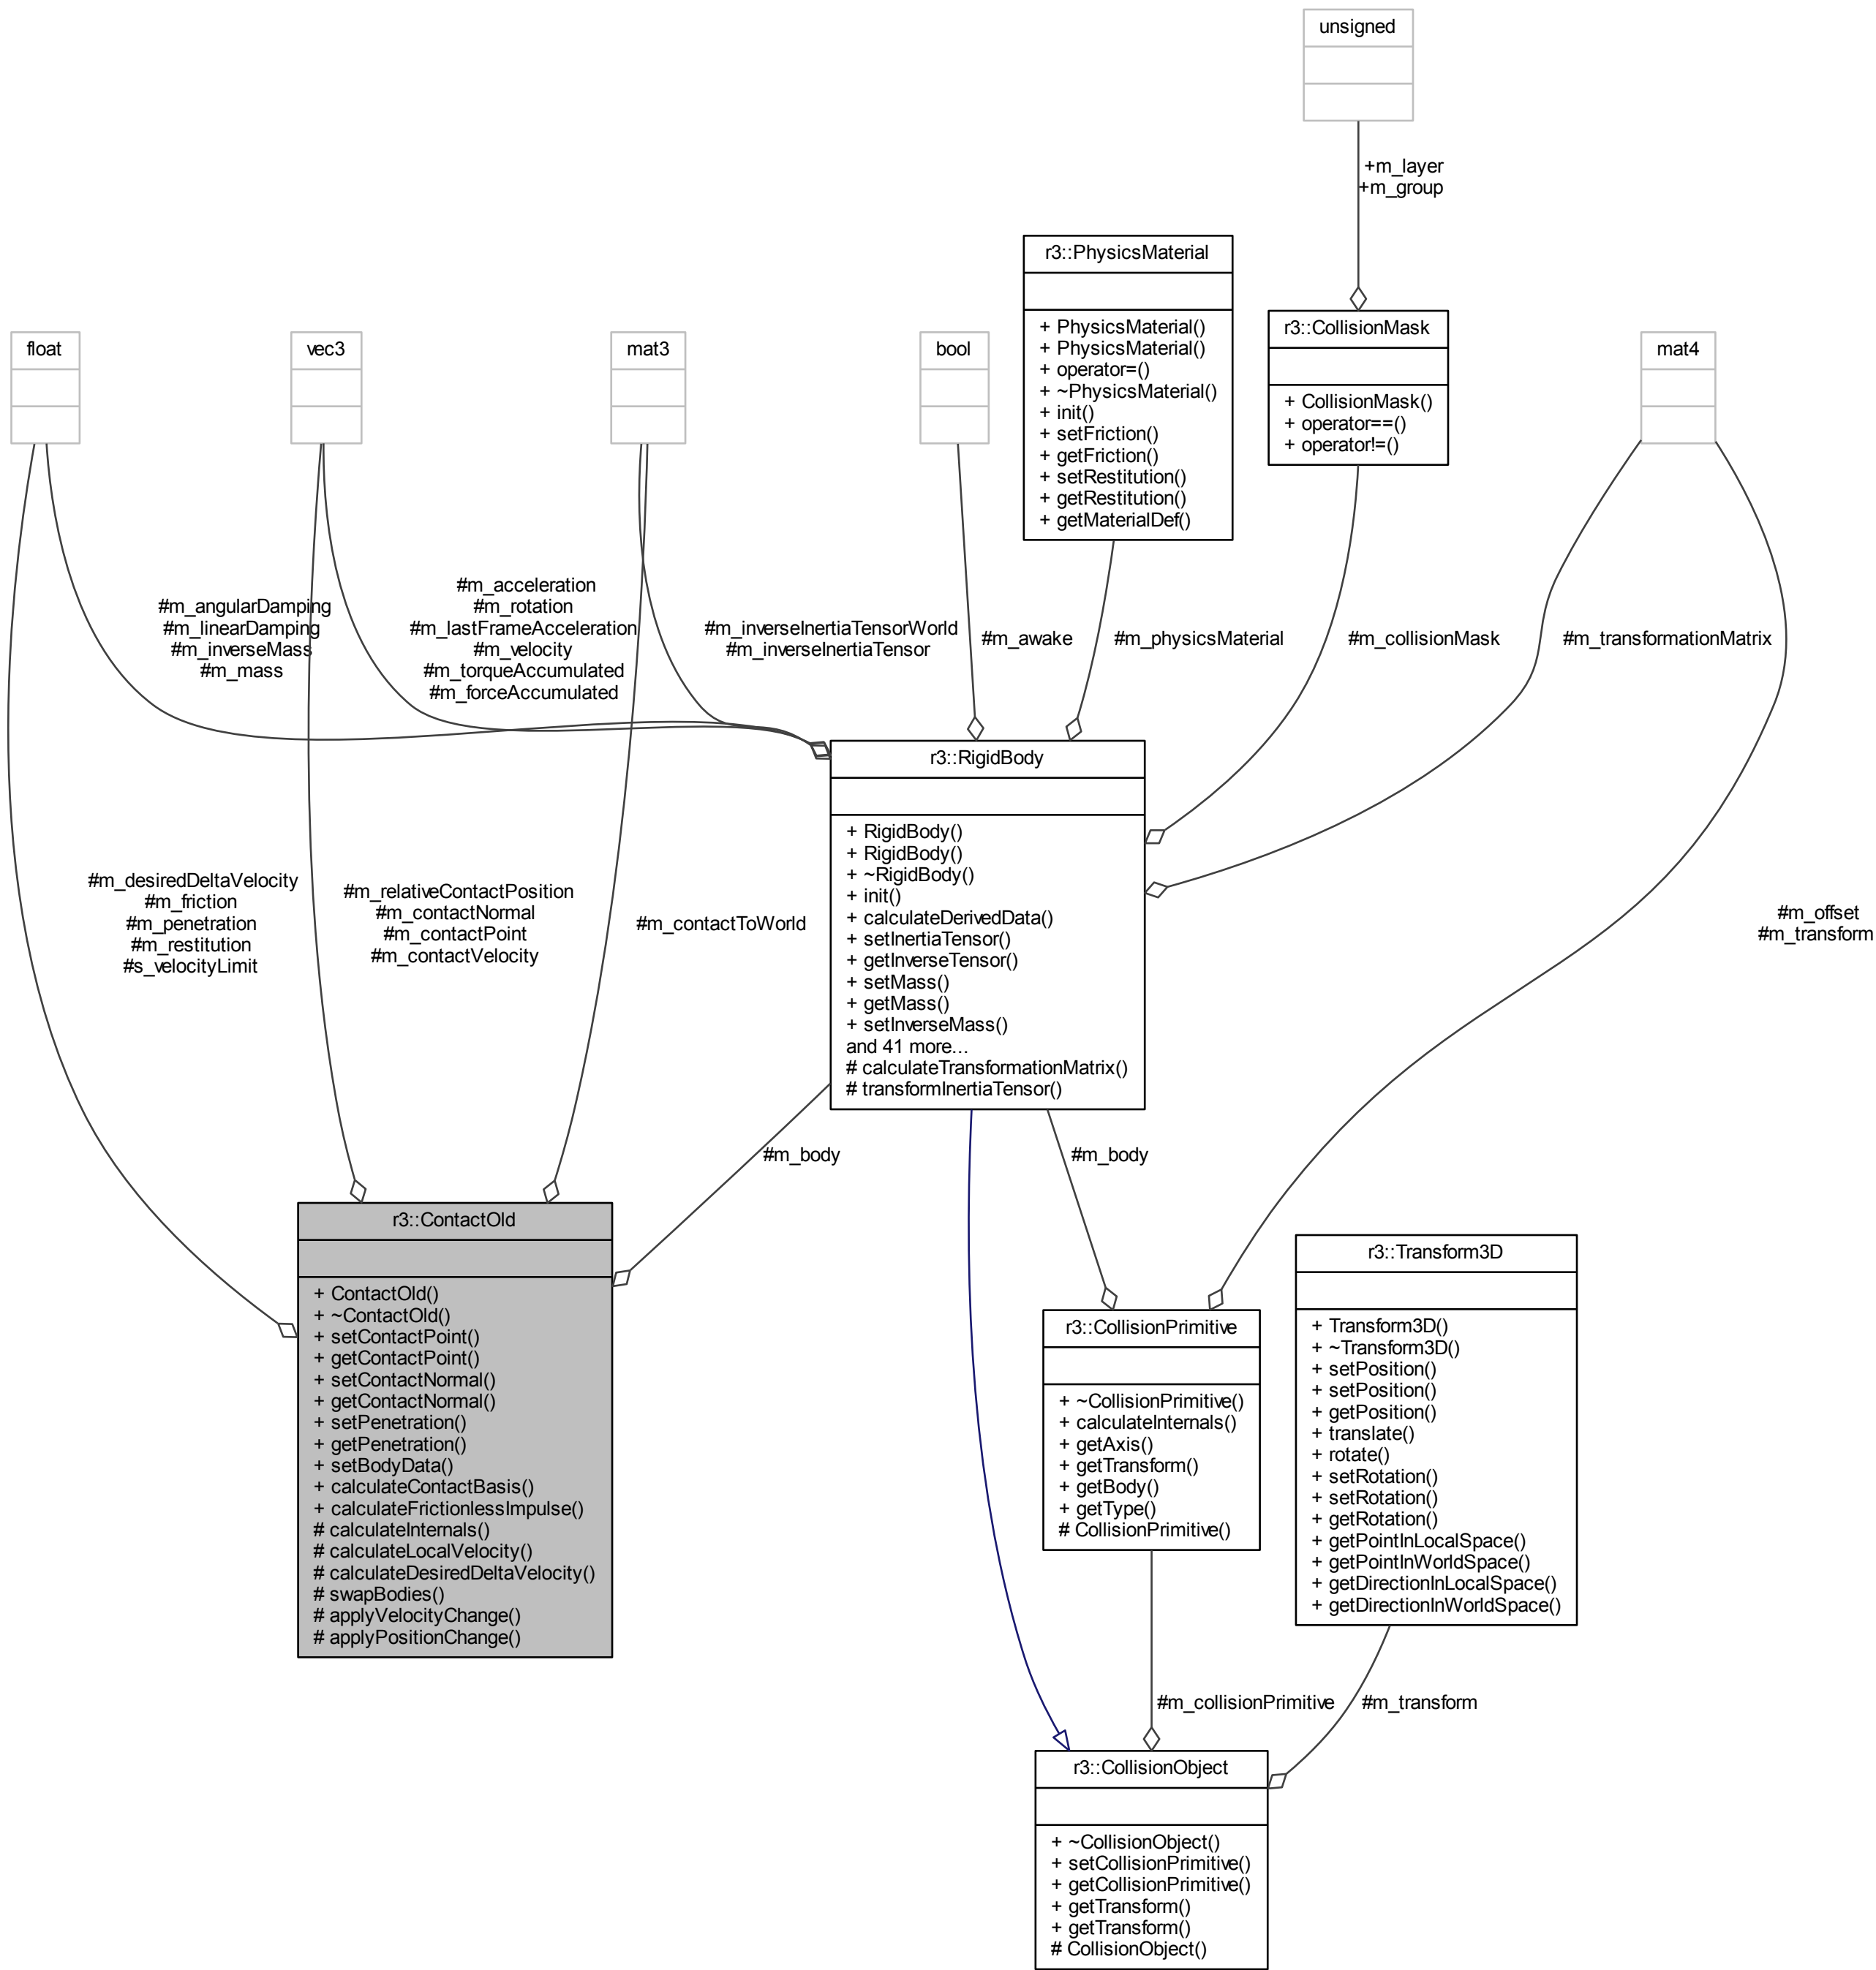 unsigned
+m_layer
+m_group
r3::PhysicsMaterial
+ PhysicsMaterial()
+ PhysicsMaterial()
+ operator=()
+ ~PhysicsMaterial()
+ init()
+ setFriction()
+ getFriction()
+ setRestitution()
+ getRestitution()
+ getMaterialDef()
r3::CollisionMask
+ CollisionMask()
+ operator==()
+ operator!=()
float
vec3
mat3
bool
mat4
#m_angularDamping
#m_linearDamping
#m_inverseMass
#m_mass
#m_acceleration
#m_rotation
#m_lastFrameAcceleration
#m_velocity
#m_torqueAccumulated
#m_forceAccumulated
#m_inverseInertiaTensorWorld
#m_inverseInertiaTensor
#m_awake
#m_physicsMaterial
#m_collisionMask
#m_transformationMatrix
r3::RigidBody
+ RigidBody()
+ RigidBody()
+ ~RigidBody()
+ init()
+ calculateDerivedData()
+ setInertiaTensor()
+ getInverseTensor()
+ setMass()
+ getMass()
+ setInverseMass()
and 41 more...
# calculateTransformationMatrix()
# transformInertiaTensor()
#m_desiredDeltaVelocity
#m_friction
#m_penetration
#m_restitution
#s_velocityLimit
#m_relativeContactPosition
#m_contactNormal
#m_contactPoint
#m_contactVelocity
#m_contactToWorld
#m_offset
#m_transform
#m_body
#m_body
r3::ContactOld
+ ContactOld()
+ ~ContactOld()
+ setContactPoint()
+ getContactPoint()
+ setContactNormal()
+ getContactNormal()
+ setPenetration()
+ getPenetration()
+ setBodyData()
+ calculateContactBasis()
+ calculateFrictionlessImpulse()
# calculateInternals()
# calculateLocalVelocity()
# calculateDesiredDeltaVelocity()
# swapBodies()
# applyVelocityChange()
# applyPositionChange()
r3::CollisionPrimitive
+ ~CollisionPrimitive()
+ calculateInternals()
+ getAxis()
+ getTransform()
+ getBody()
+ getType()
# CollisionPrimitive()
r3::Transform3D
+ Transform3D()
+ ~Transform3D()
+ setPosition()
+ setPosition()
+ getPosition()
+ translate()
+ rotate()
+ setRotation()
+ setRotation()
+ getRotation()
+ getPointInLocalSpace()
+ getPointInWorldSpace()
+ getDirectionInLocalSpace()
+ getDirectionInWorldSpace()
#m_collisionPrimitive
#m_transform
r3::CollisionObject
+ ~CollisionObject()
+ setCollisionPrimitive()
+ getCollisionPrimitive()
+ getTransform()
+ getTransform()
# CollisionObject()